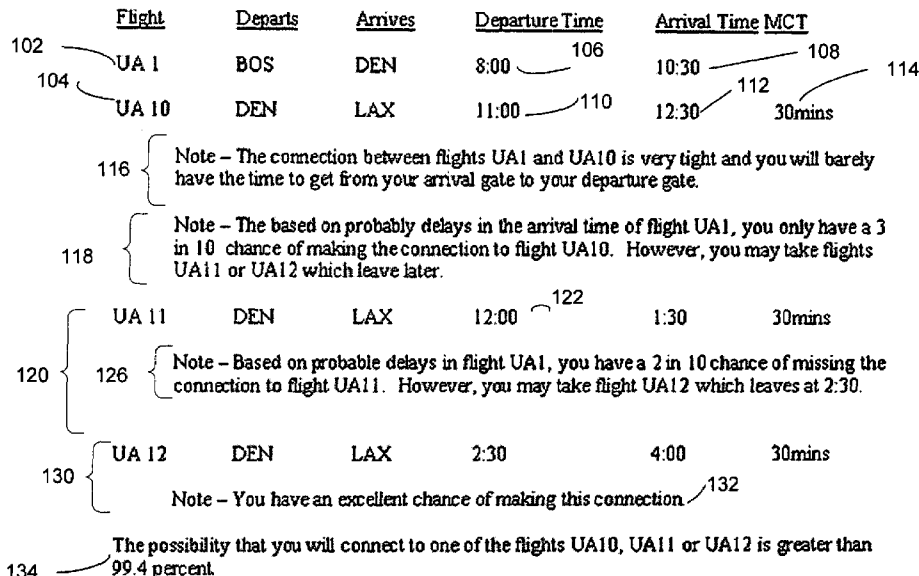 Flight Departs Arrives Departure Time Arrival Time MCT
102 UA 1 BOS DEN 8:00 106 10:30 108
104 UA 10 DEN LAX 11:00 110 12:30 112 30mins 114
116 Note – The connection between flights UA1 and UA10 is very tight and you will barely
have the time to get from your arrival gate to your departure gate.
118 Note – The based on probably delays in the arrival time of flight UA1, you only have a 3
in 10 chance of making the connection to flight UA10. However, you may take flights
UA11 or UA12 which leave later.
120 UA 11 DEN LAX 12:00 122 1:30 30mins
126 Note – Based on probable delays in flight UA1, you have a 2 in 10 chance of missing the
connection to flight UA11. However, you may take flight UA12 which leaves at 2:30.
130 UA 12 DEN LAX 2:30 4:00 30mins
Note – You have an excellent chance of making this connection. 132
The possibility that you will connect to one of the flights UA10, UA11 or UA12 is greater than
134 99.4 percent.